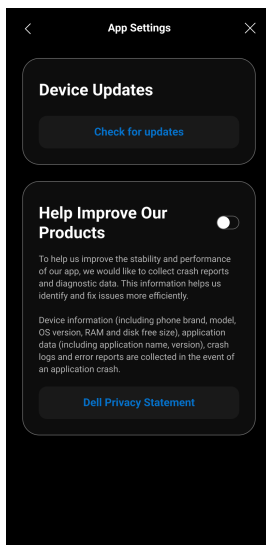 App Settings
Device Updates
Check for updates
Help Improve Our
Products
To help us improve the stability and performance
of our app, we would like to collect crash reports
and diagnostic data. This information helps us
identify and fix issues more efficiently.
Device information (including phone brand, model,
OS version, RAM and disk free size), application
data (including application name, version), crash
logs and error reports are collected in the event of
an application crash.
Dell Privacy Statement